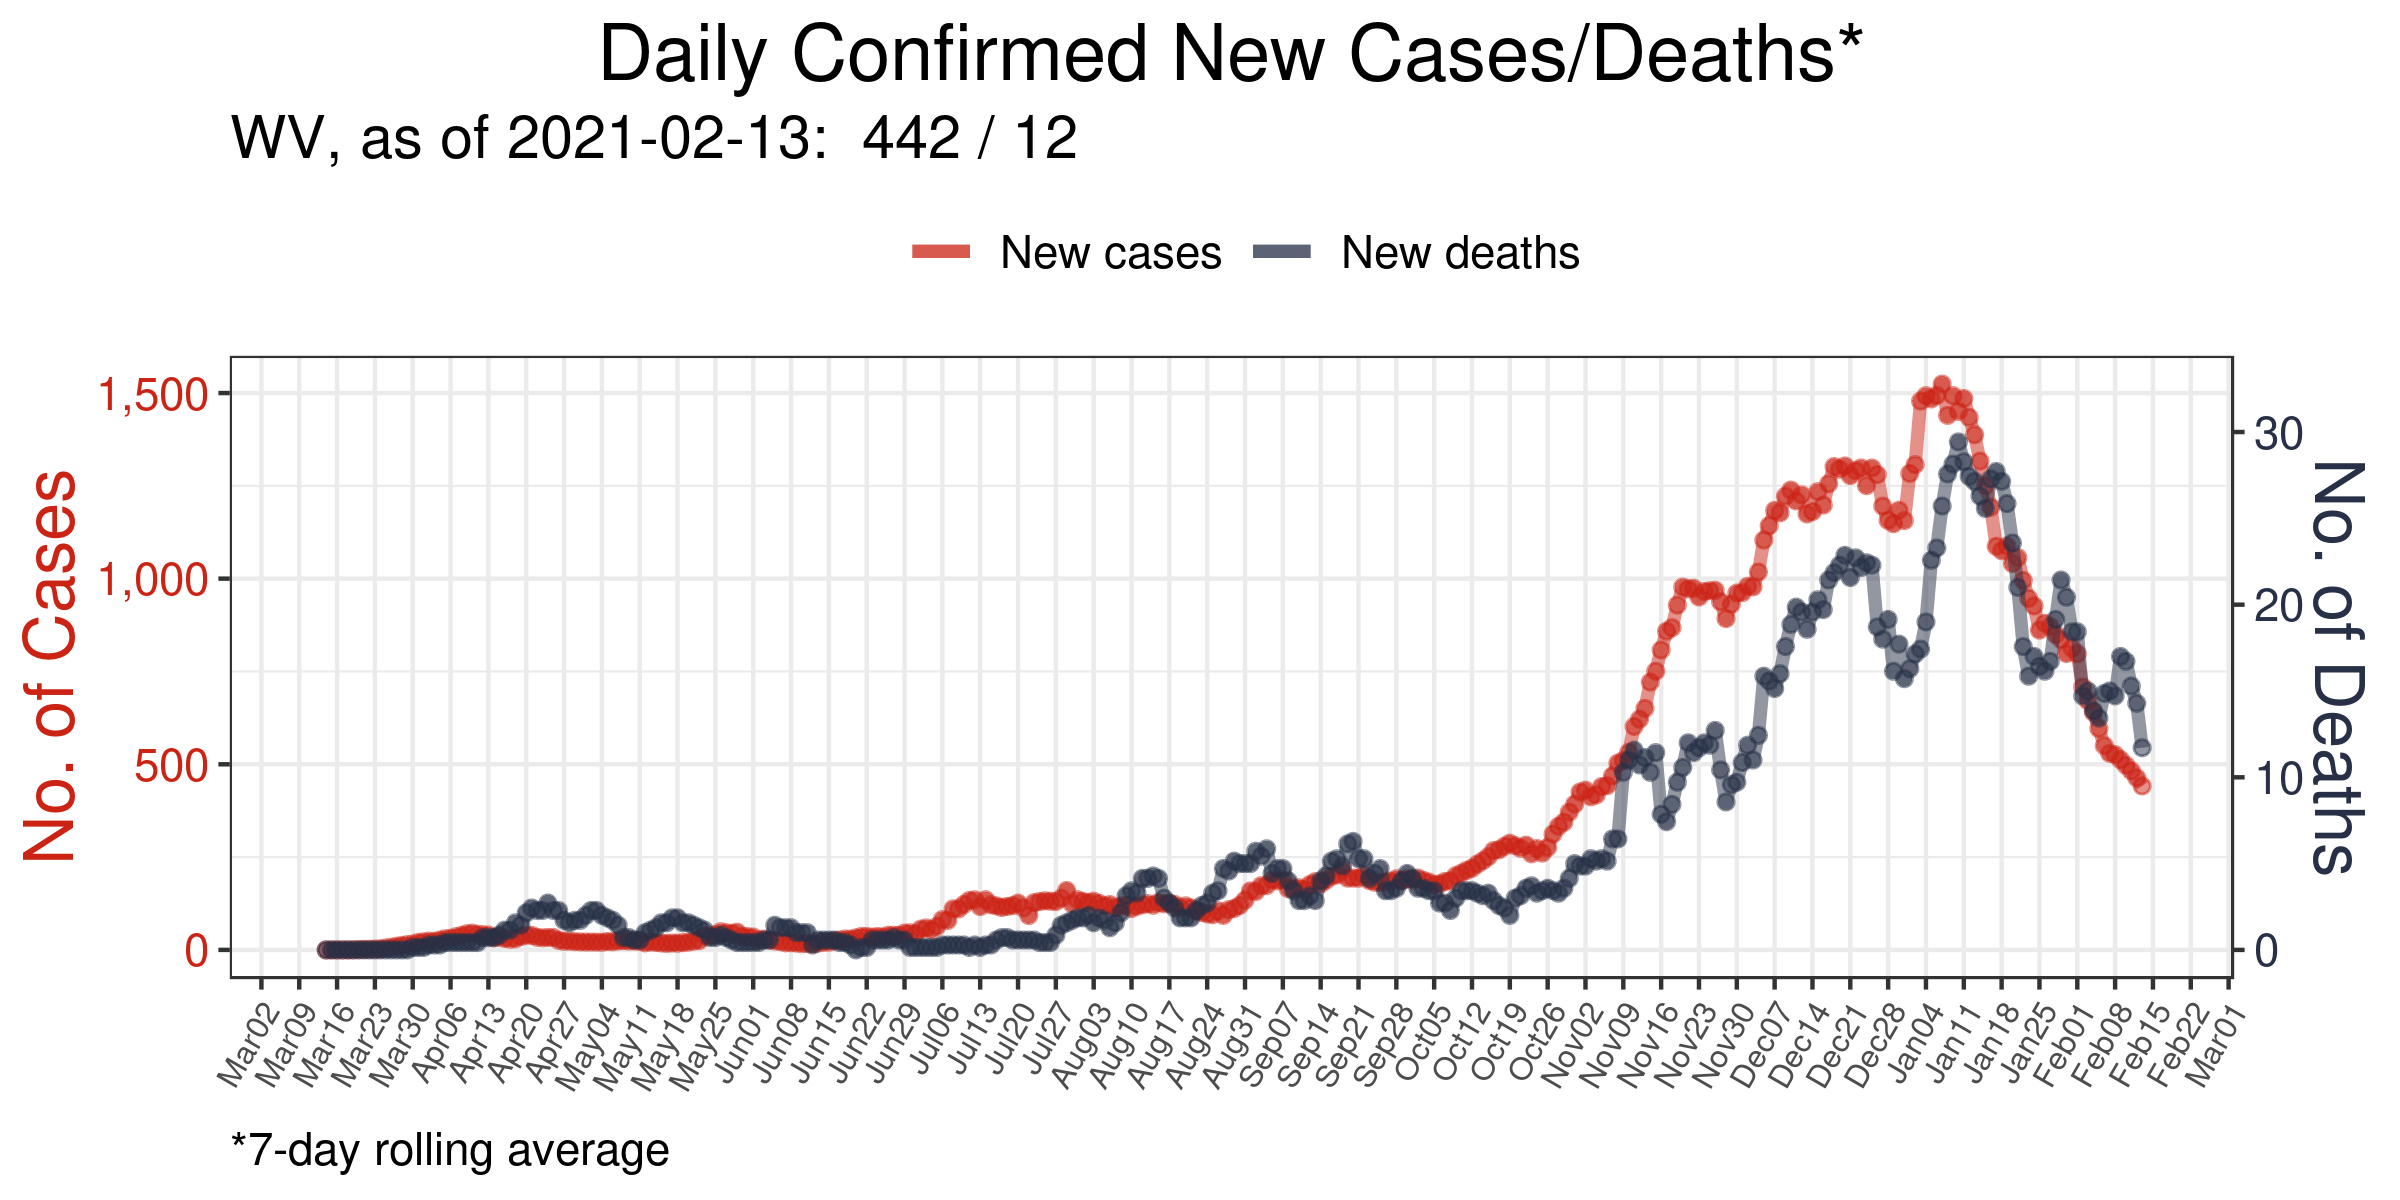 Daily Confirmed New Cases/Deaths*
WV, as of 2021-02-13:  442 / 12
New cases
New deaths
No. of Cases
1,500
1,000
500
0
30
20
10
0
No. of Deaths
Mar02
Mar09
Mar16
Mar23
Mar30
Apr06
Apr13
Apr20
Apr27
May04
May11
May18
May25
Jun01
Jun08
Jun15
Jun22
Jun29
Jul06
Jul13
Jul20
Jul27
Aug03
Aug10
Aug17
Aug24
Aug31
Sep07
Sep14
Sep21
Sep28
Oct05
Oct12
Oct19
Oct26
Nov02
Nov09
Nov16
Nov23
Nov30
Dec07
Dec14
Dec21
Dec28
Jan04
Jan11
Jan18
Jan25
Feb01
Feb08
Feb15
Feb22
Mar01
*7-day rolling average